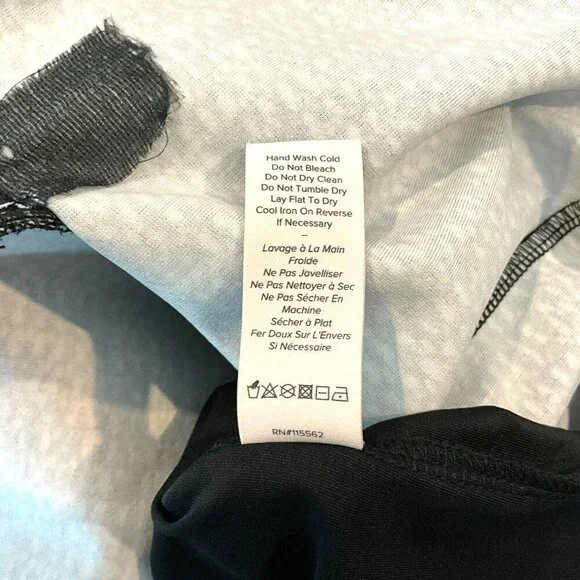 Hand Wash Cold
Do Not Bleach
Do Not Dry Clean
Do Not Tumble Dry
Lay Flat To Dry
Cool Iron On Reverse
If Necessary
–
Lavage à La Main
Froide
Ne Pas Javelliser
Ne Pas Nettoyer à Sec
Ne Pas Sécher En
Machine
Sécher à Plat
Fer Doux Sur L'Envers
Si Nécessaire
RN#115562